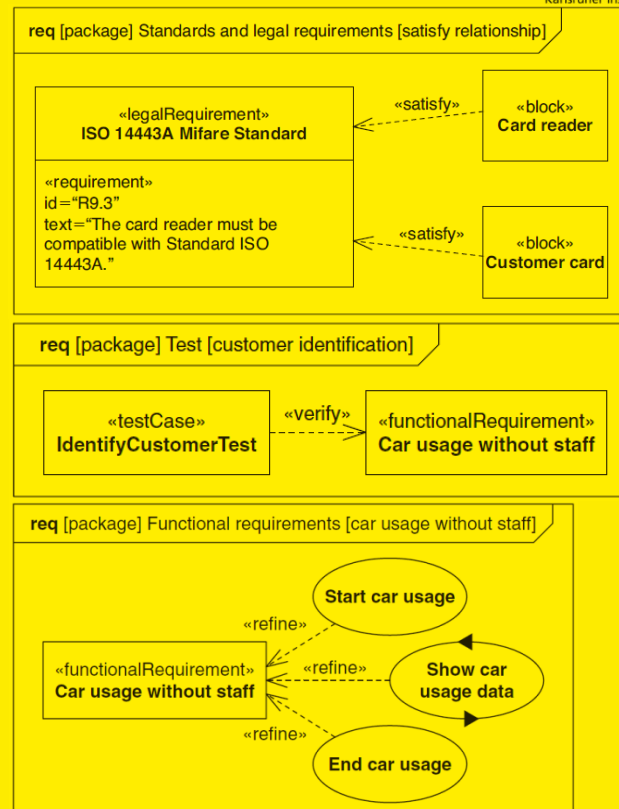 Karlsruher In
req [package] Standards and legal requirements [satisfy relationship]
«legalRequirement»
ISO 14443A Mifare Standard
«requirement»
id=“R9.3”
text=“The card reader must be
compatible with Standard ISO
14443A.”
«satisfy»
«block»
Card reader
«satisfy»
«block»
Customer card
req [package] Test [customer identification]
«testCase»
IdentifyCustomerTest
«verify»
«functionalRequirement»
Car usage without staff
req [package] Functional requirements [car usage without staff]
Start car usage
«refine»
«functionalRequirement»
Car usage without staff
«refine»
Show car
usage data
«refine»
End car usage